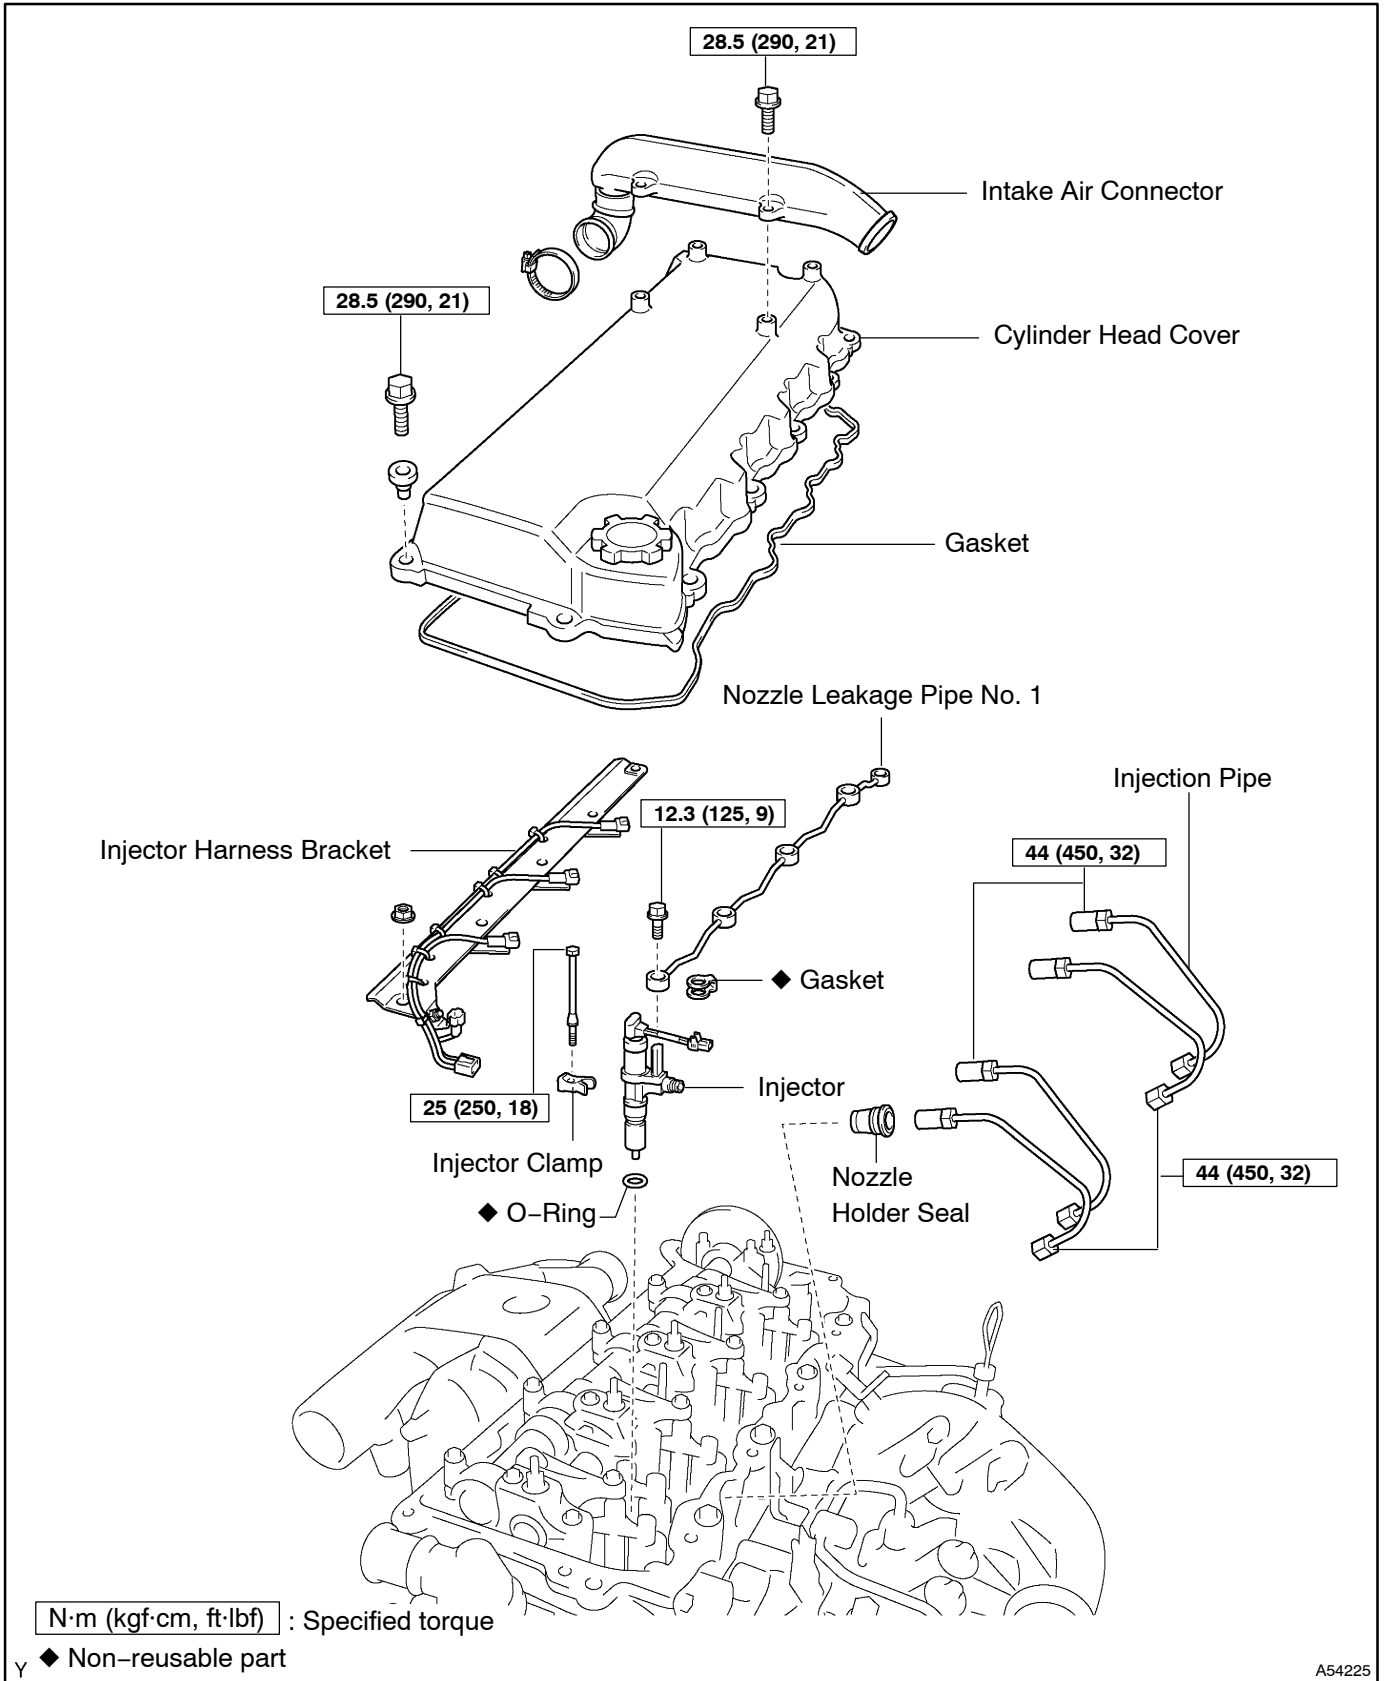 28.5 (290, 21)
Intake Air Connector
28.5 (290, 21)
Cylinder Head Cover
Gasket
Nozzle Leakage Pipe No. 1
Injection Pipe
12.3 (125, 9)
Injector Harness Bracket
44 (450, 32)
◆ Gasket
Injector
25 (250, 18)
Injector Clamp
Nozzle
Holder Seal
44 (450, 32)
◆ O−Ring
N·m (kgf·cm, ft·lbf) : Specified torque
◆ Non−reusable part
Y
A54225